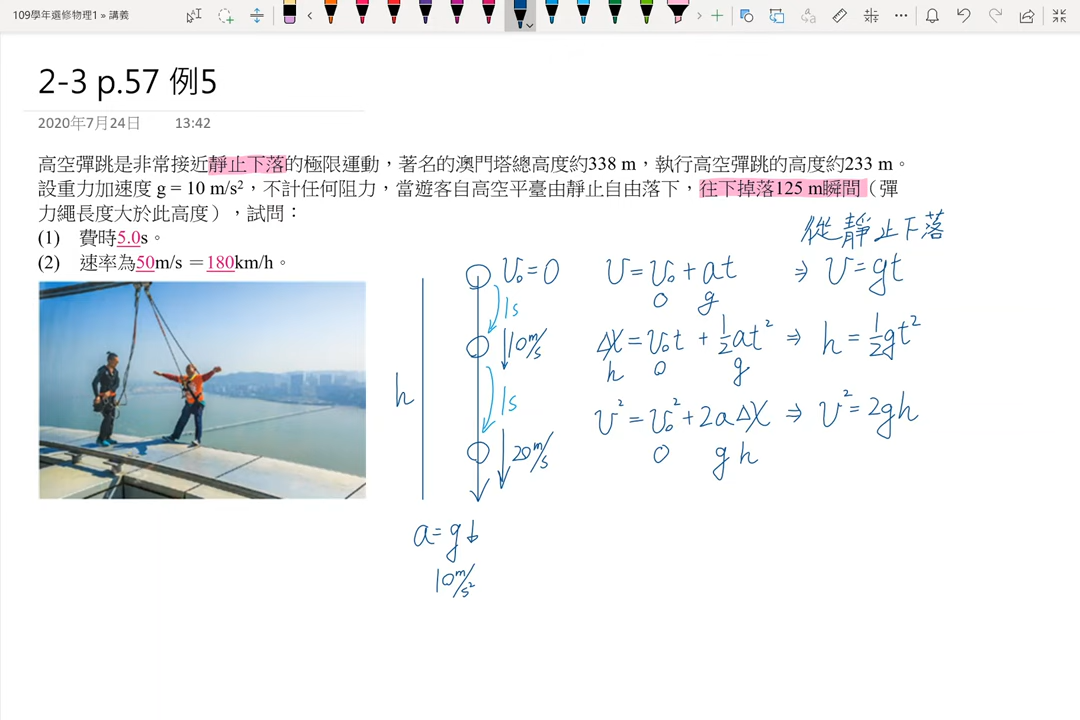 109學年選修物理1 » 講義
2-3 p.57 例5
2020年7月24日 13:42
高空彈跳是非常接近靜止下落的極限運動，著名的澳門塔總高度約338 m，執行高空彈跳的高度約233 m。
設重力加速度 g = 10 m/s²，不計任何阻力，當遊客自高空平臺由靜止自由落下，往下掉落125 m瞬間（彈
力繩長度大於此高度），試問：
(1) 費時5.0s。
(2) 速率為50m/s ＝180km/h。
從靜止下落
V₀=0 V=V₀+at ⇒ V=gt
0 g
1s
10m/s Δx=V₀t+½at² ⇒ h=½gt²
h 0 g
h
1s
V²=V₀²+2aΔx ⇒ V²=2gh
0 g h
20m/s
a=g↓
10m/s²